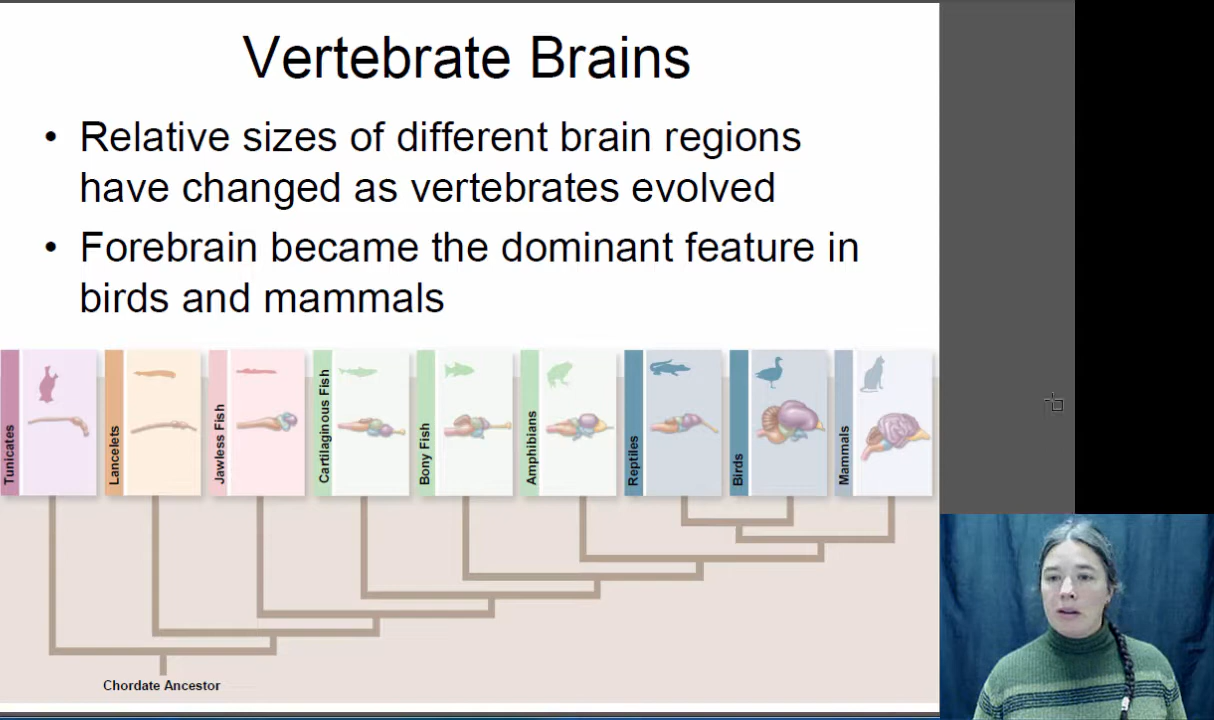 Vertebrate Brains
• Relative sizes of different brain regions
have changed as vertebrates evolved
• Forebrain became the dominant feature in
birds and mammals
Tunicates
Lancelets
Jawless Fish
Cartilaginous Fish
Bony Fish
Amphibians
Reptiles
Birds
Mammals
Chordate Ancestor